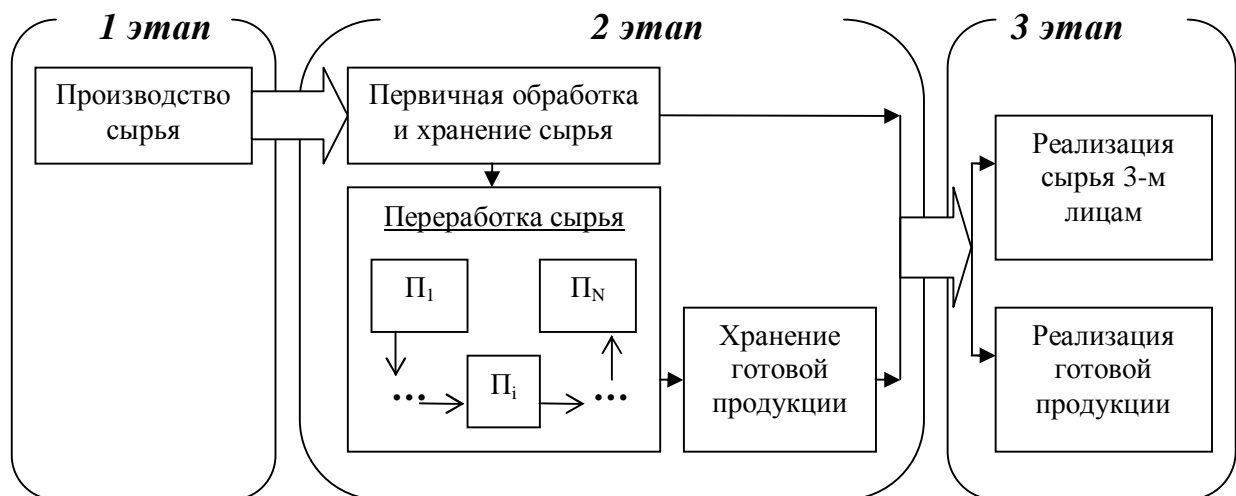 1 этап
2 этап
3 этап
Производство
сырья
Первичная обработка
и хранение сырья
Переработка сырья
П1
ПN
...
Пi
...
Хранение
готовой
продукции
Реализация
сырья 3-м
лицам
Реализация
готовой
продукции